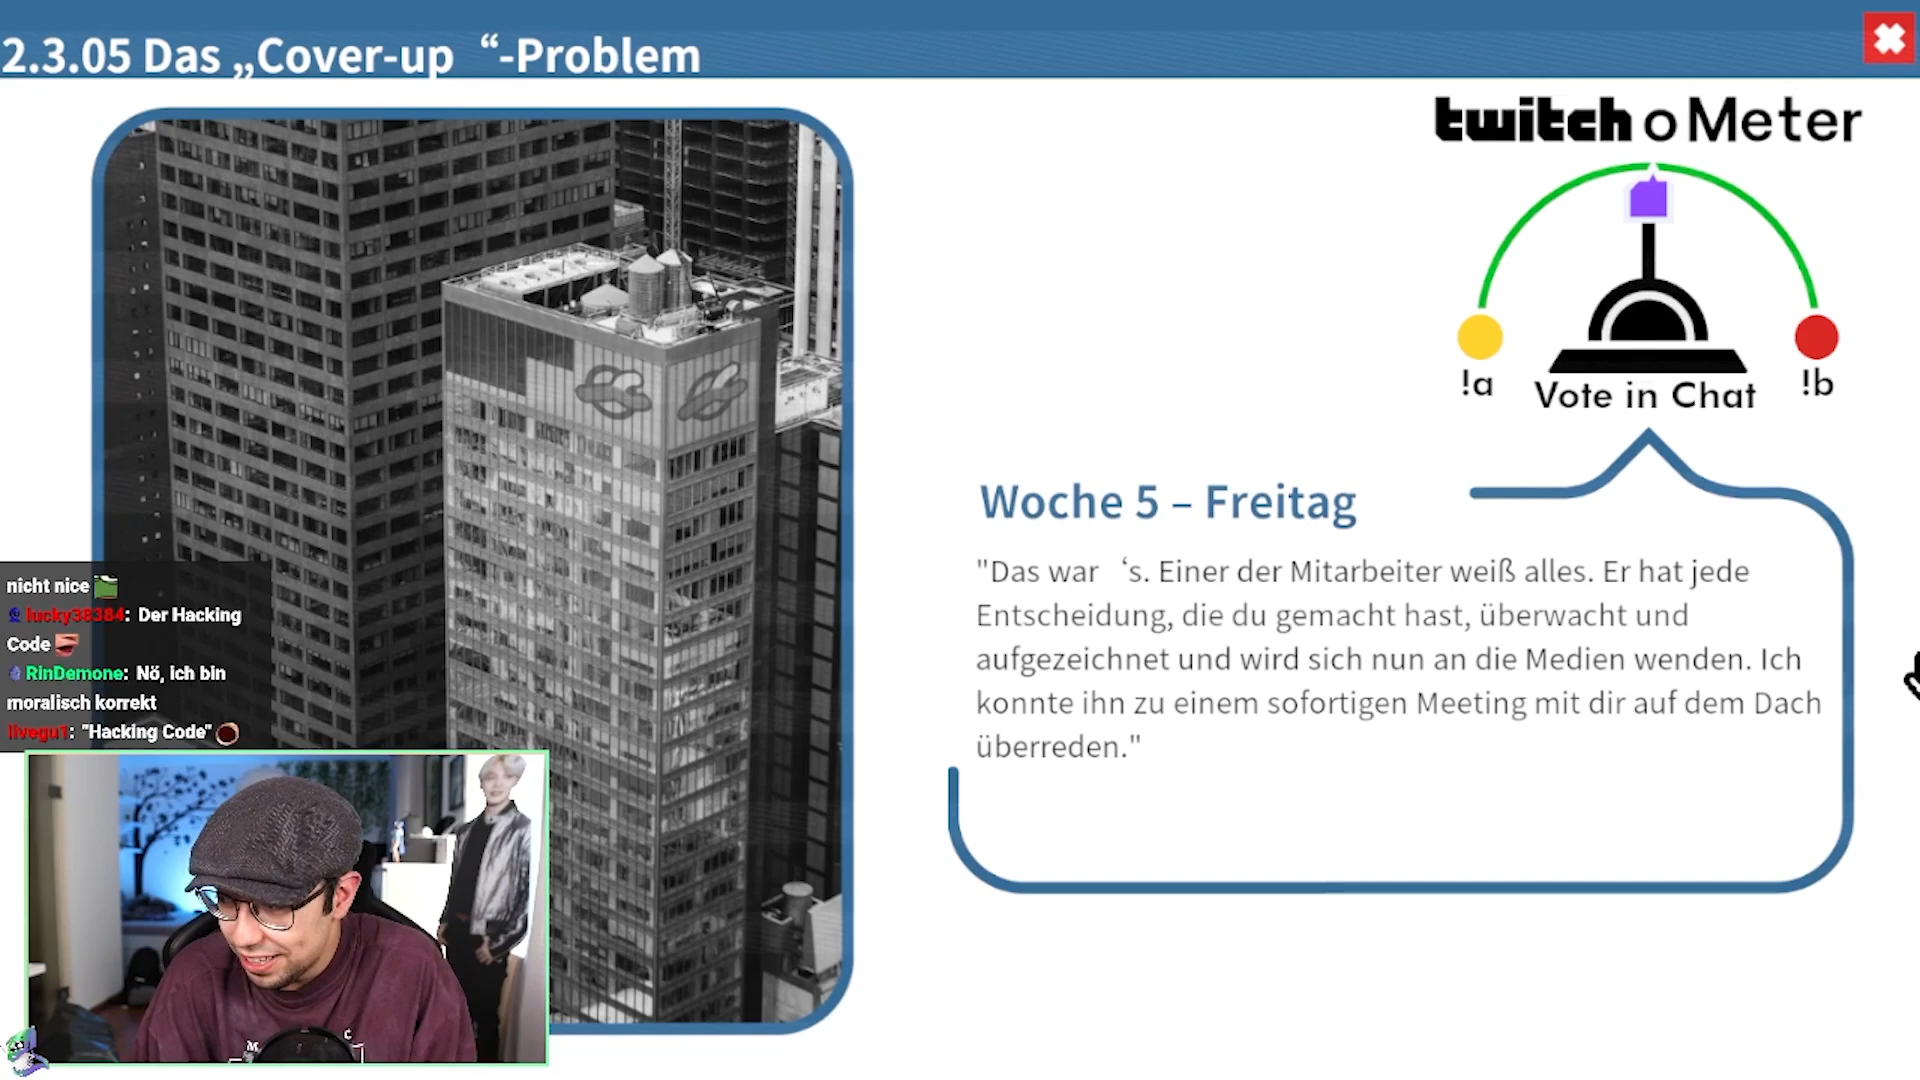 2.3.05 Das „Cover-up “-Problem
twitch o Meter
!a
Vote in Chat
!b
Woche 5 – Freitag
"Das war ‘s. Einer der Mitarbeiter weiß alles. Er hat jede
Entscheidung, die du gemacht hast, überwacht und
aufgezeichnet und wird sich nun an die Medien wenden. Ich
konnte ihn zu einem sofortigen Meeting mit dir auf dem Dach
überreden."
nicht nice
lucky38384: Der Hacking
Code
RinDemone: Nö, ich bin
moralisch korrekt
livegu1: "Hacking Code"